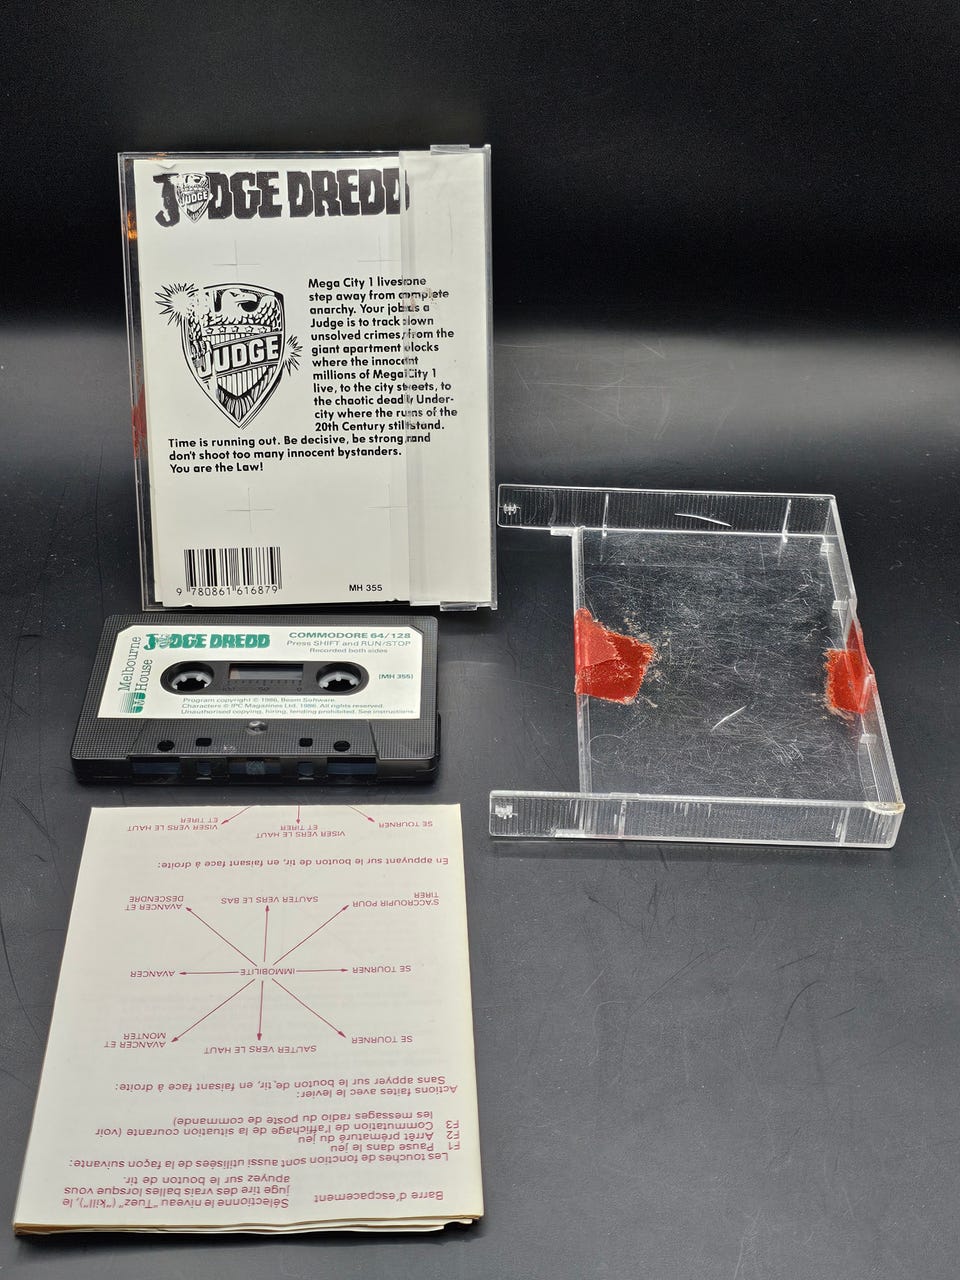 JUDGE DREDD
JUDGE
Mega City 1 lives one
step away from complete
anarchy. Your job as a
Judge is to track down
unsolved crimes, from the
giant apartment blocks
where the innocent
millions of Mega City 1
live, to the city streets, to
the chaotic deadly Under-
city where the ruins of the
20th Century still stand.
Time is running out. Be decisive, be strong and
don't shoot too many innocent bystanders.
You are the Law!
JUDGE
9 780861 616879
MH 355
Melbourne
House
JUDGE DREDD
COMMODORE 64/128
Press SHIFT and RUN/STOP
Recorded both sides
(MH 355)
Program copyright © 1986, Beam Software.
Characters © IPC Magazines Ltd. 1986. All rights reserved.
Unauthorised copying, hiring, lending prohibited. See instructions.
Barre d'escpacement Sélectionne le niveau "Tuez" ("kill"), le
juge tire des vrais balles lorsque vous
apuyez sur le bouton de tir.
Les touches de fonction sont aussi utilisées de la façon suivante:
F1 Pause dans le jeu
F2 Arrêt prématuré du jeu
F3 Commutation de l'affichage de la situation courante (voir
les messages radio du poste de commande)
Actions faites avec le levier:
Sans appyer sur le bouton de tir, en faisant face à droite:
SE TOURNER
SAUTER VERS LE HAUT
AVANCER ET
MONTER
SE TOURNER
IMMOBILITE
AVANCER
S'ACCROUPIR POUR
TIRER
SAUTER VERS LE BAS
AVANCER ET
DESCENDRE
En appuyant sur le bouton de tir, en faisant face à droite:
SE TOURNER
VISER VERS LE HAUT
ET TIRER
VISER VERS LE HAUT
ET TIRER